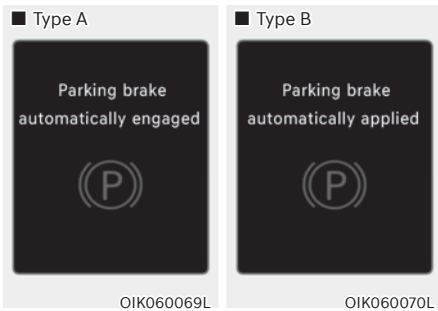 ■ Type A
Parking brake
automatically engaged
P
OIK060069L
■ Type B
Parking brake
automatically applied
P
OIK060070L